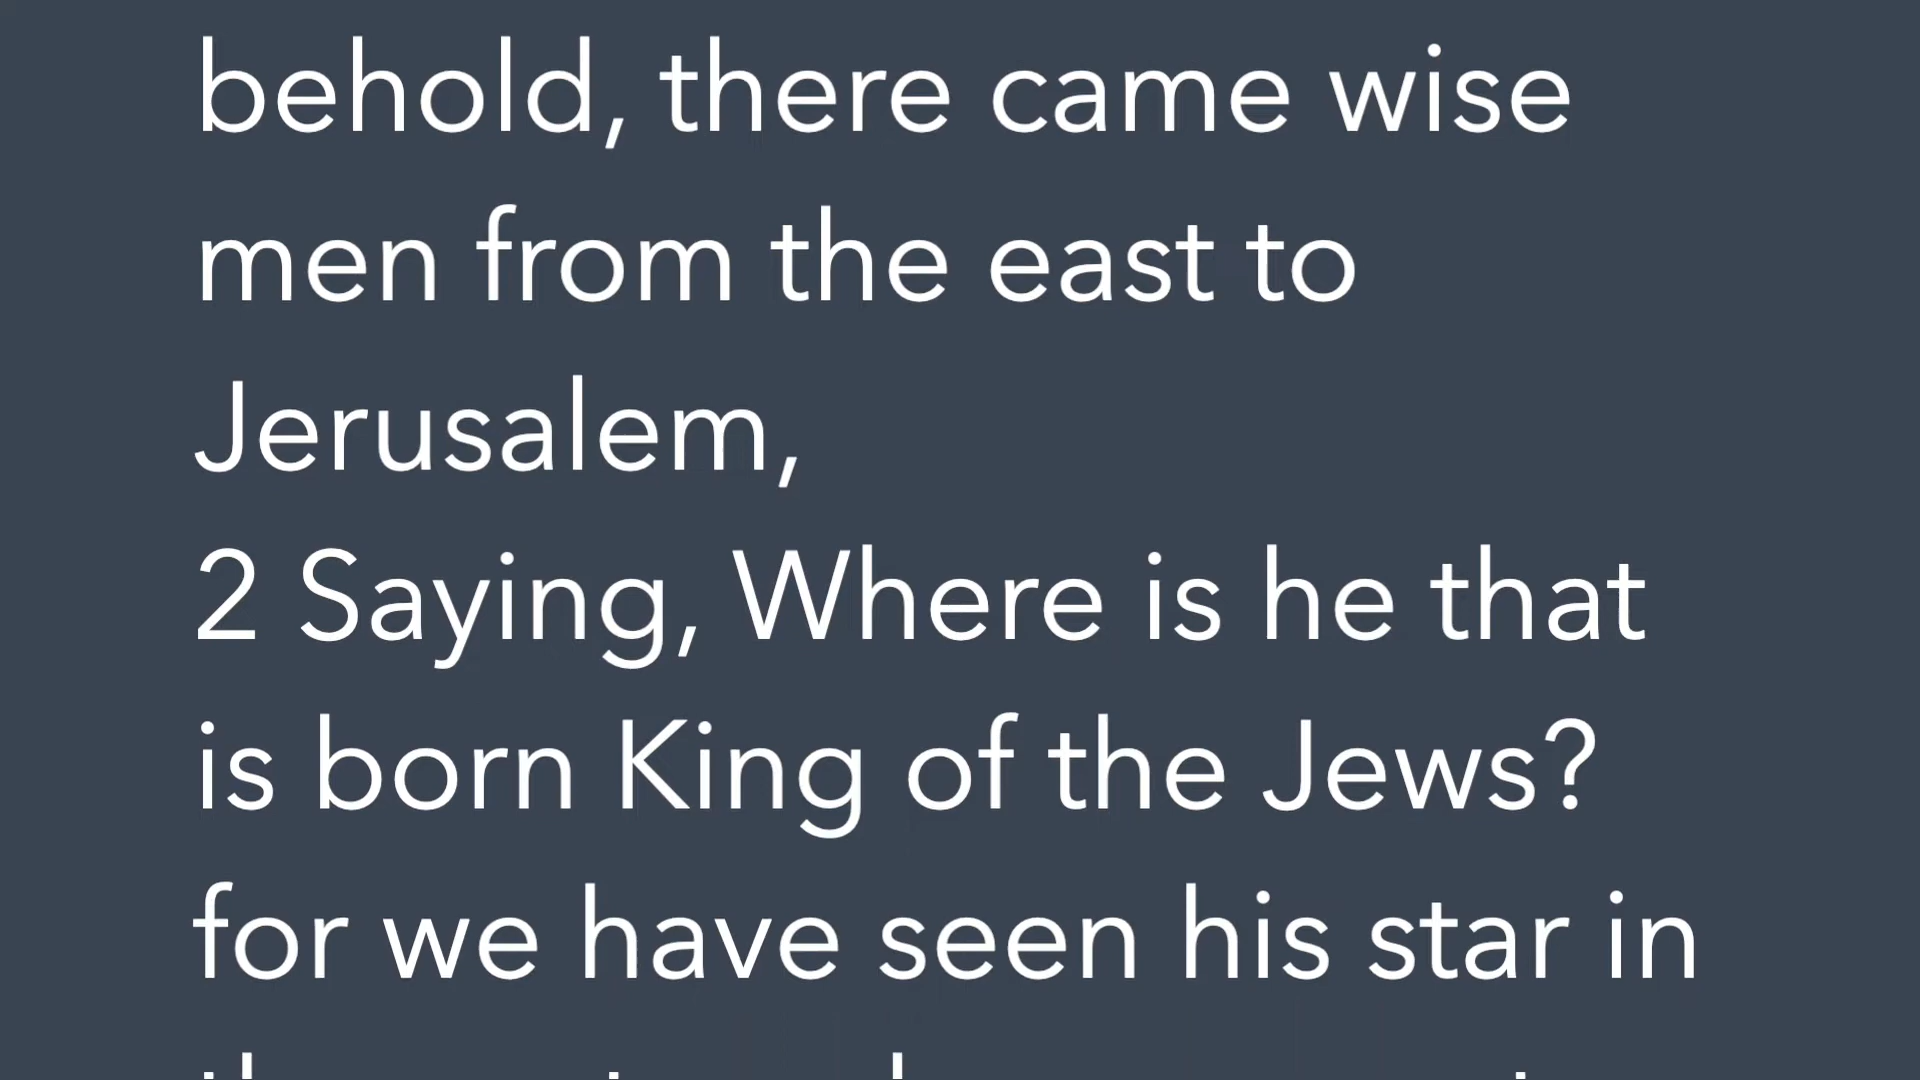 behold, there came wise
men from the east to
Jerusalem,
2 Saying, Where is he that
is born King of the Jews?
for we have seen his star in